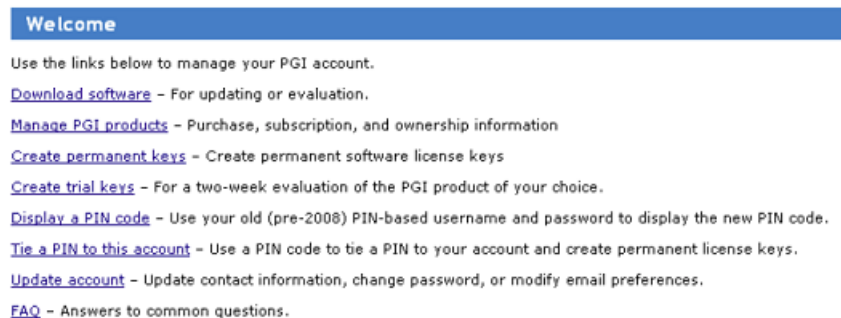 Welcome
Use the links below to manage your PGI account.
Download software – For updating or evaluation.
Manage PGI products – Purchase, subscription, and ownership information
Create permanent keys – Create permanent software license keys
Create trial keys – For a two-week evaluation of the PGI product of your choice.
Display a PIN code – Use your old (pre-2008) PIN-based username and password to display the new PIN code.
Tie a PIN to this account – Use a PIN code to tie a PIN to your account and create permanent license keys.
Update account – Update contact information, change password, or modify email preferences.
FAQ – Answers to common questions.